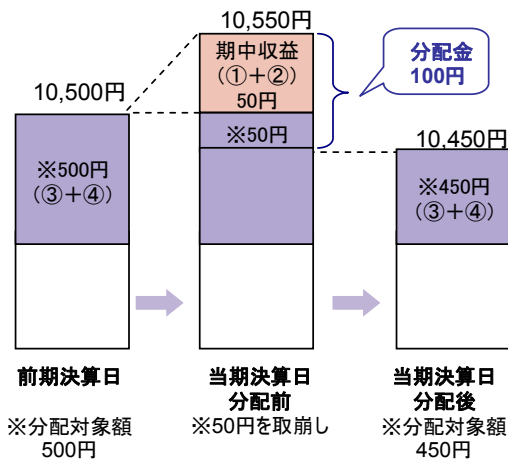 10,500円
※500円
(③+④)
前期決算日
※分配対象額
500円
10,550円
期中収益
(①+②)
50円
※50円
分配金
100円
当期決算日
分配前
※50円を取崩し
10,450円
※450円
(③+④)
当期決算日
分配後
※分配対象額
450円